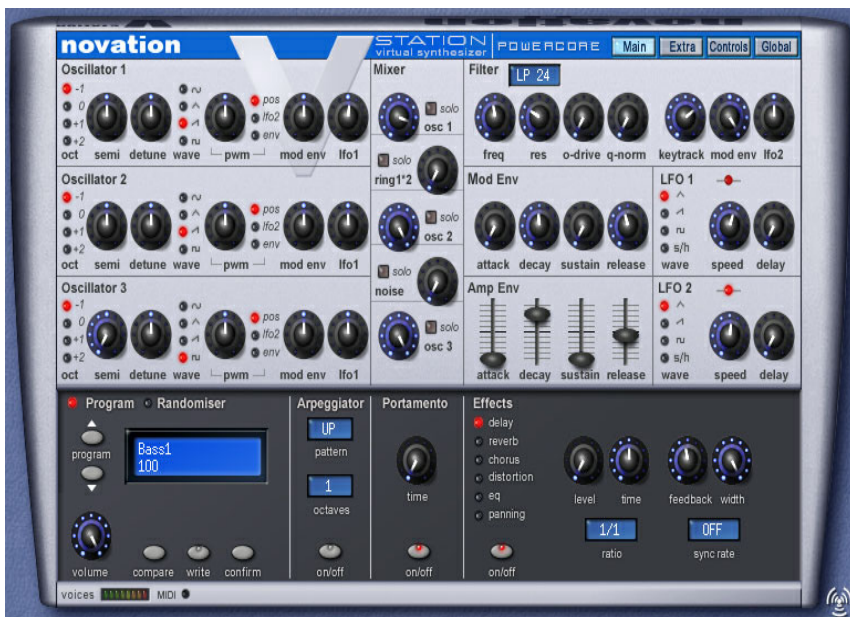 novation
V STATION
virtual synthesizer
POWERCORE
Main Extra Controls Global
Oscillator 1
-1
0
+1
+2
oct semi detune wave pwm mod env lfo1
pos
lfo2
env
Oscillator 2
-1
0
+1
+2
oct semi detune wave pwm mod env lfo1
pos
lfo2
env
Oscillator 3
-1
0
+1
+2
oct semi detune wave pwm mod env lfo1
pos
lfo2
env
Mixer
solo
osc 1
solo
ring1*2
solo
osc 2
solo
noise
solo
osc 3
Filter LP 24
freq res o-drive q-norm keytrack mod env lfo2
Mod Env
attack decay sustain release
LFO 1
s/h
wave speed delay
Amp Env
attack decay sustain release
LFO 2
s/h
wave speed delay
Program Randomiser
program
Bass1
100
volume compare write confirm
Arpeggiator
UP
pattern
1
octaves
on/off
Portamento
time
on/off
Effects
delay
reverb
chorus
distortion
eq
panning
on/off
level time feedback width
1/1 OFF
ratio sync rate
voices MIDI